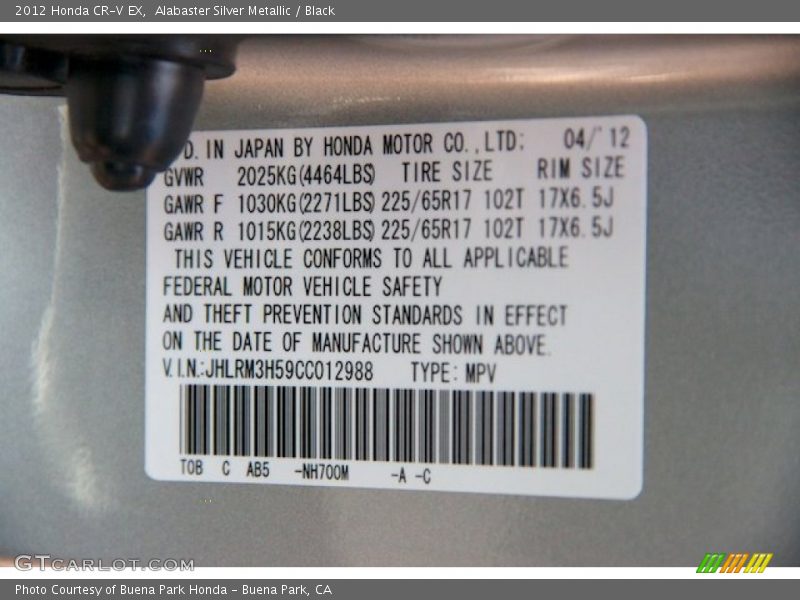 2012 Honda CR-V EX,  Alabaster Silver Metallic / Black
D. IN JAPAN BY HONDA MOTOR CO.,LTD: 04/ 12
GVWR 2025KG(4464LBS) TIRE SIZE RIM SIZE
GAWR F 1030KG(2271LBS) 225/65R17 102T 17X6.5J
GAWR R 1015KG(2238LBS) 225/65R17 102T 17X6.5J
THIS VEHICLE CONFORMS TO ALL APPLICABLE
FEDERAL MOTOR VEHICLE SAFETY
AND THEFT PREVENTION STANDARDS IN EFFECT
ON THE DATE OF MANUFACTURE SHOWN ABOVE.
V.I.N.:JHLRM3H59CC012988 TYPE: MPV
T0B C AB5 -NH700M -A -C
GTCARLOT.COM
Photo Courtesy of Buena Park Honda - Buena Park, CA